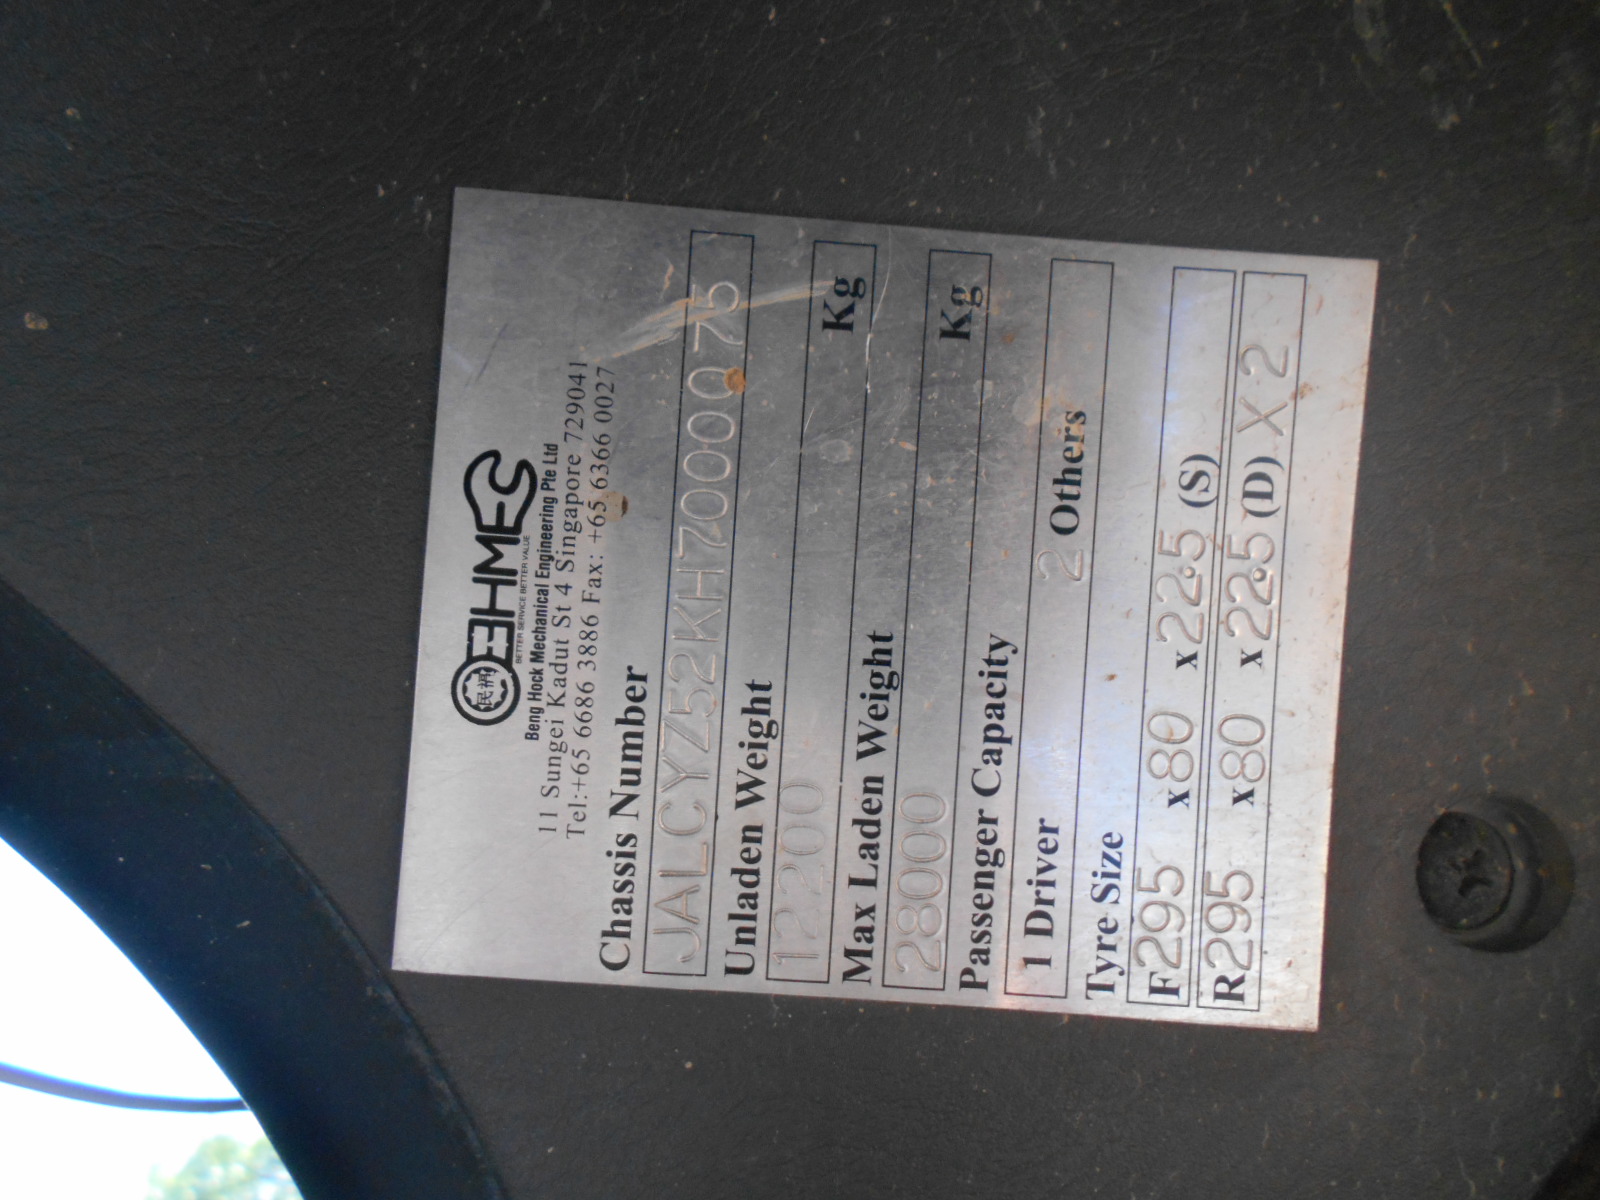 BEHMEC
Beng Hock Mechanical Engineering Pte Ltd
BETTER SERVICE BETTER VALUE
11 Sungei Kadut St 4 Singapore 729041
Tel:+65 6686 3886 Fax: +65 6366 0027
Chassis Number
JALCYZ52KH7000075
Unladen Weight
12200 Kg
Max Laden Weight
28000 Kg
Passenger Capacity
1 Driver 2 Others
Tyre Size
F295 x80 x22.5 (S)
R295 x80 x22.5 (D) X 2